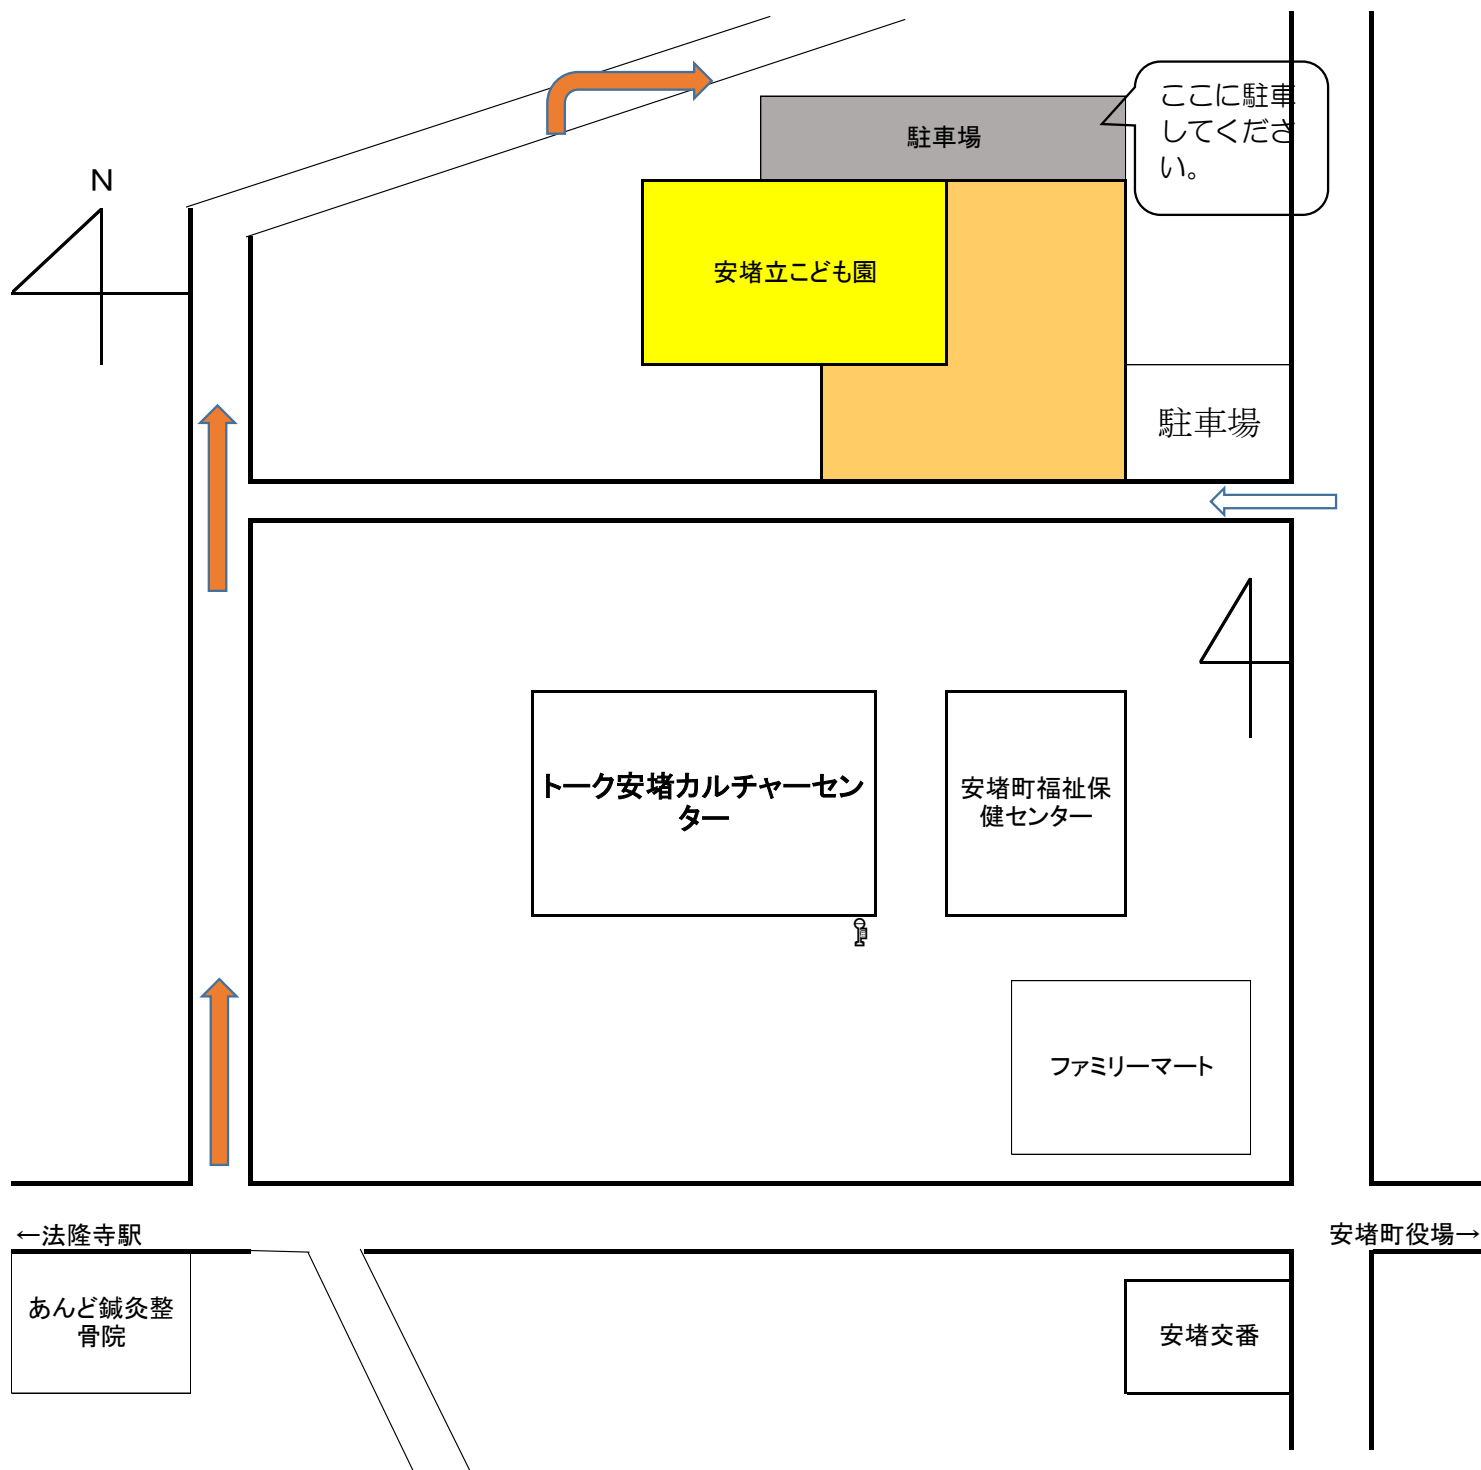 ここに駐車
してくださ
い。
駐車場
N
安堵立こども園
駐車場
トーク安堵カルチャーセン
ター
安堵町福祉保
健センター
ファミリーマート
←法隆寺駅
安堵町役場→
あんど鍼灸整
骨院
安堵交番